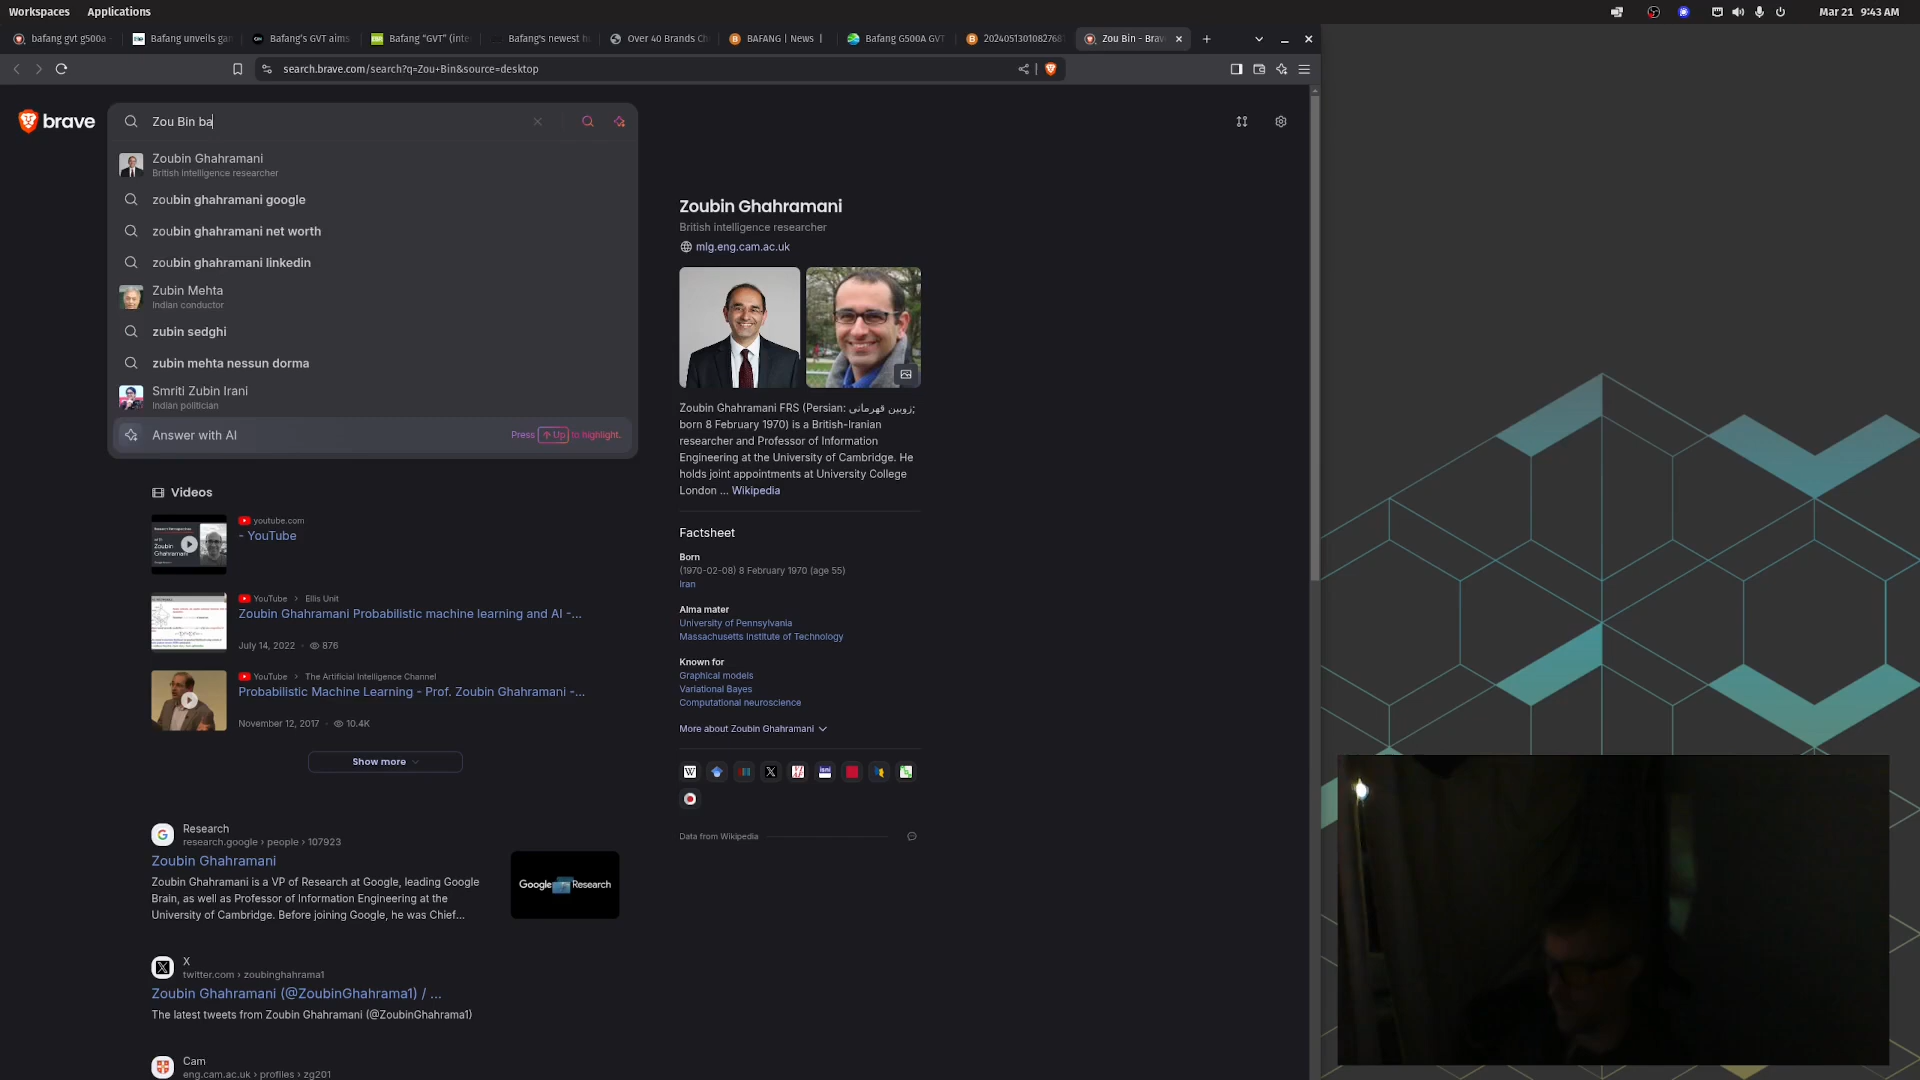 Workspaces Applications
Mar 21 9:43 AM
bafang gvt g500a
Bafang unveils gar
Bafang's GVT aims
Bafang "GVT" (inte
Bafang's newest h
Over 40 Brands Ch
BAFANG | News |
Bafang G500A GVT
20240513010827681
Zou Bin - Brav
search.brave.com/search?q=Zou+Bin&source=desktop
brave
Zou Bin ba
Zoubin Ghahramani
British intelligence researcher
zoubin ghahramani google
zoubin ghahramani net worth
zoubin ghahramani linkedin
Zubin Mehta
Indian conductor
zubin sedghi
zubin mehta nessun dorma
Smriti Zubin Irani
Indian politician
Answer with AI
Press Up to highlight.
Videos
youtube.com
- YouTube
YouTube > Ellis Unit
Zoubin Ghahramani Probabilistic machine learning and AI -...
July 14, 2022 · 876
YouTube > The Artificial Intelligence Channel
Probabilistic Machine Learning - Prof. Zoubin Ghahramani -...
November 12, 2017 · 10.4K
Show more
Research
research.google › people › 107923
Zoubin Ghahramani
Zoubin Ghahramani is a VP of Research at Google, leading Google
Brain, as well as Professor of Information Engineering at the
University of Cambridge. Before joining Google, he was Chief...
Google Research
X
twitter.com › zoubinghahrama1
Zoubin Ghahramani (@ZoubinGhahrama1) / ...
The latest tweets from Zoubin Ghahramani (@ZoubinGhahrama1)
Cam
eng.cam.ac.uk › profiles › zg201
Zoubin Ghahramani
British intelligence researcher
mlg.eng.cam.ac.uk
Zoubin Ghahramani FRS (Persian: زوبین قهرمانی;
born 8 February 1970) is a British-Iranian
researcher and Professor of Information
Engineering at the University of Cambridge. He
holds joint appointments at University College
London ... Wikipedia
Factsheet
Born
(1970-02-08) 8 February 1970 (age 55)
Iran
Alma mater
University of Pennsylvania
Massachusetts Institute of Technology
Known for
Graphical models
Variational Bayes
Computational neuroscience
More about Zoubin Ghahramani
Data from Wikipedia